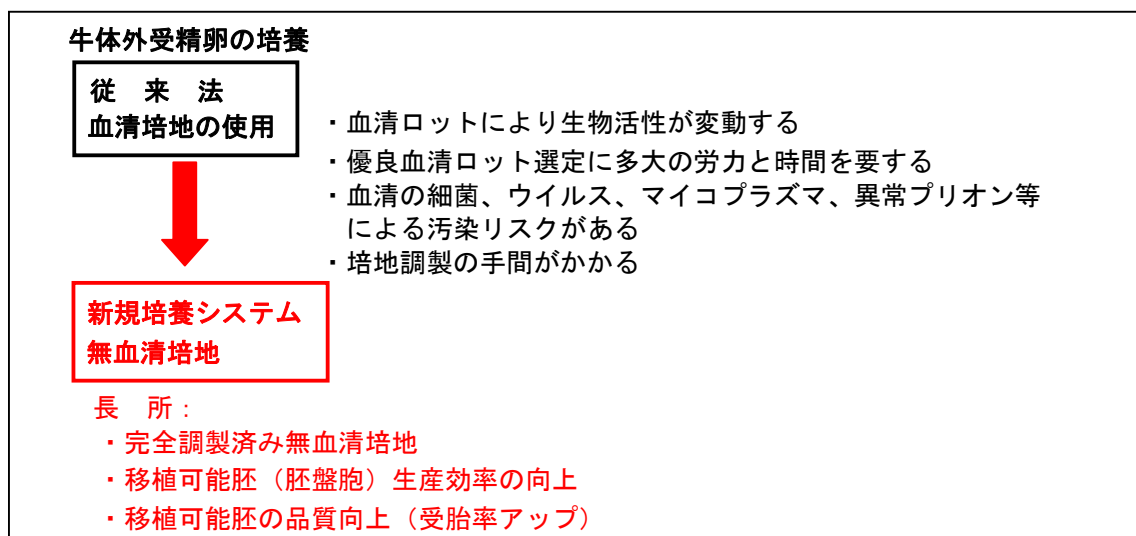 牛体外受精卵の培養
従 来 法
血清培地の使用
・血清ロットにより生物活性が変動する
・優良血清ロット選定に多大の労力と時間を要する
・血清の細菌、ウイルス、マイコプラズマ、異常プリオン等
による汚染リスクがある
・培地調製の手間がかかる
新規培養システム
無血清培地
長 所：
・完全調製済み無血清培地
・移植可能胚（胚盤胞）生産効率の向上
・移植可能胚の品質向上（受胎率アップ）